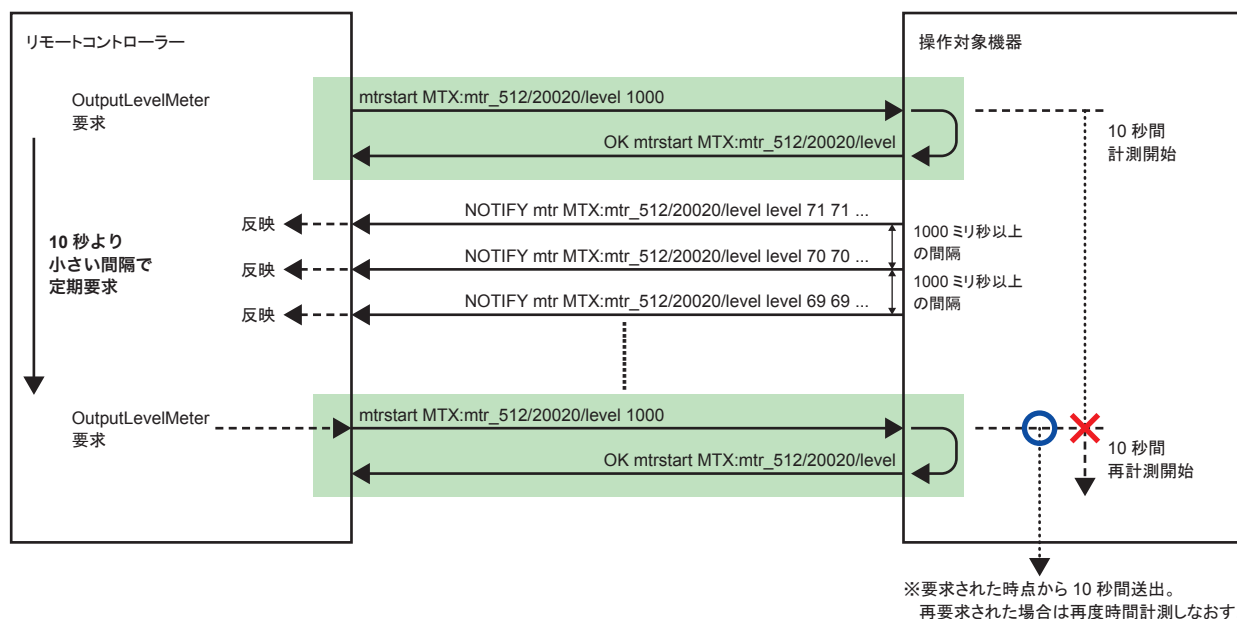 リモートコントローラー
操作対象機器
OutputLevelMeter
要求
mtrstart MTX:mtr_512/20020/level 1000
OK mtrstart MTX:mtr_512/20020/level
10 秒間
計測開始
10 秒より
小さい間隔で
定期要求
反映
NOTIFY mtr MTX:mtr_512/20020/level level 71 71 ...
1000 ミリ秒以上
の間隔
反映
NOTIFY mtr MTX:mtr_512/20020/level level 70 70 ...
1000 ミリ秒以上
の間隔
反映
NOTIFY mtr MTX:mtr_512/20020/level level 69 69 ...
OutputLevelMeter
要求
mtrstart MTX:mtr_512/20020/level 1000
OK mtrstart MTX:mtr_512/20020/level
10 秒間
再計測開始
※要求された時点から 10 秒間送出。
再要求された場合は再度時間計測しなおす